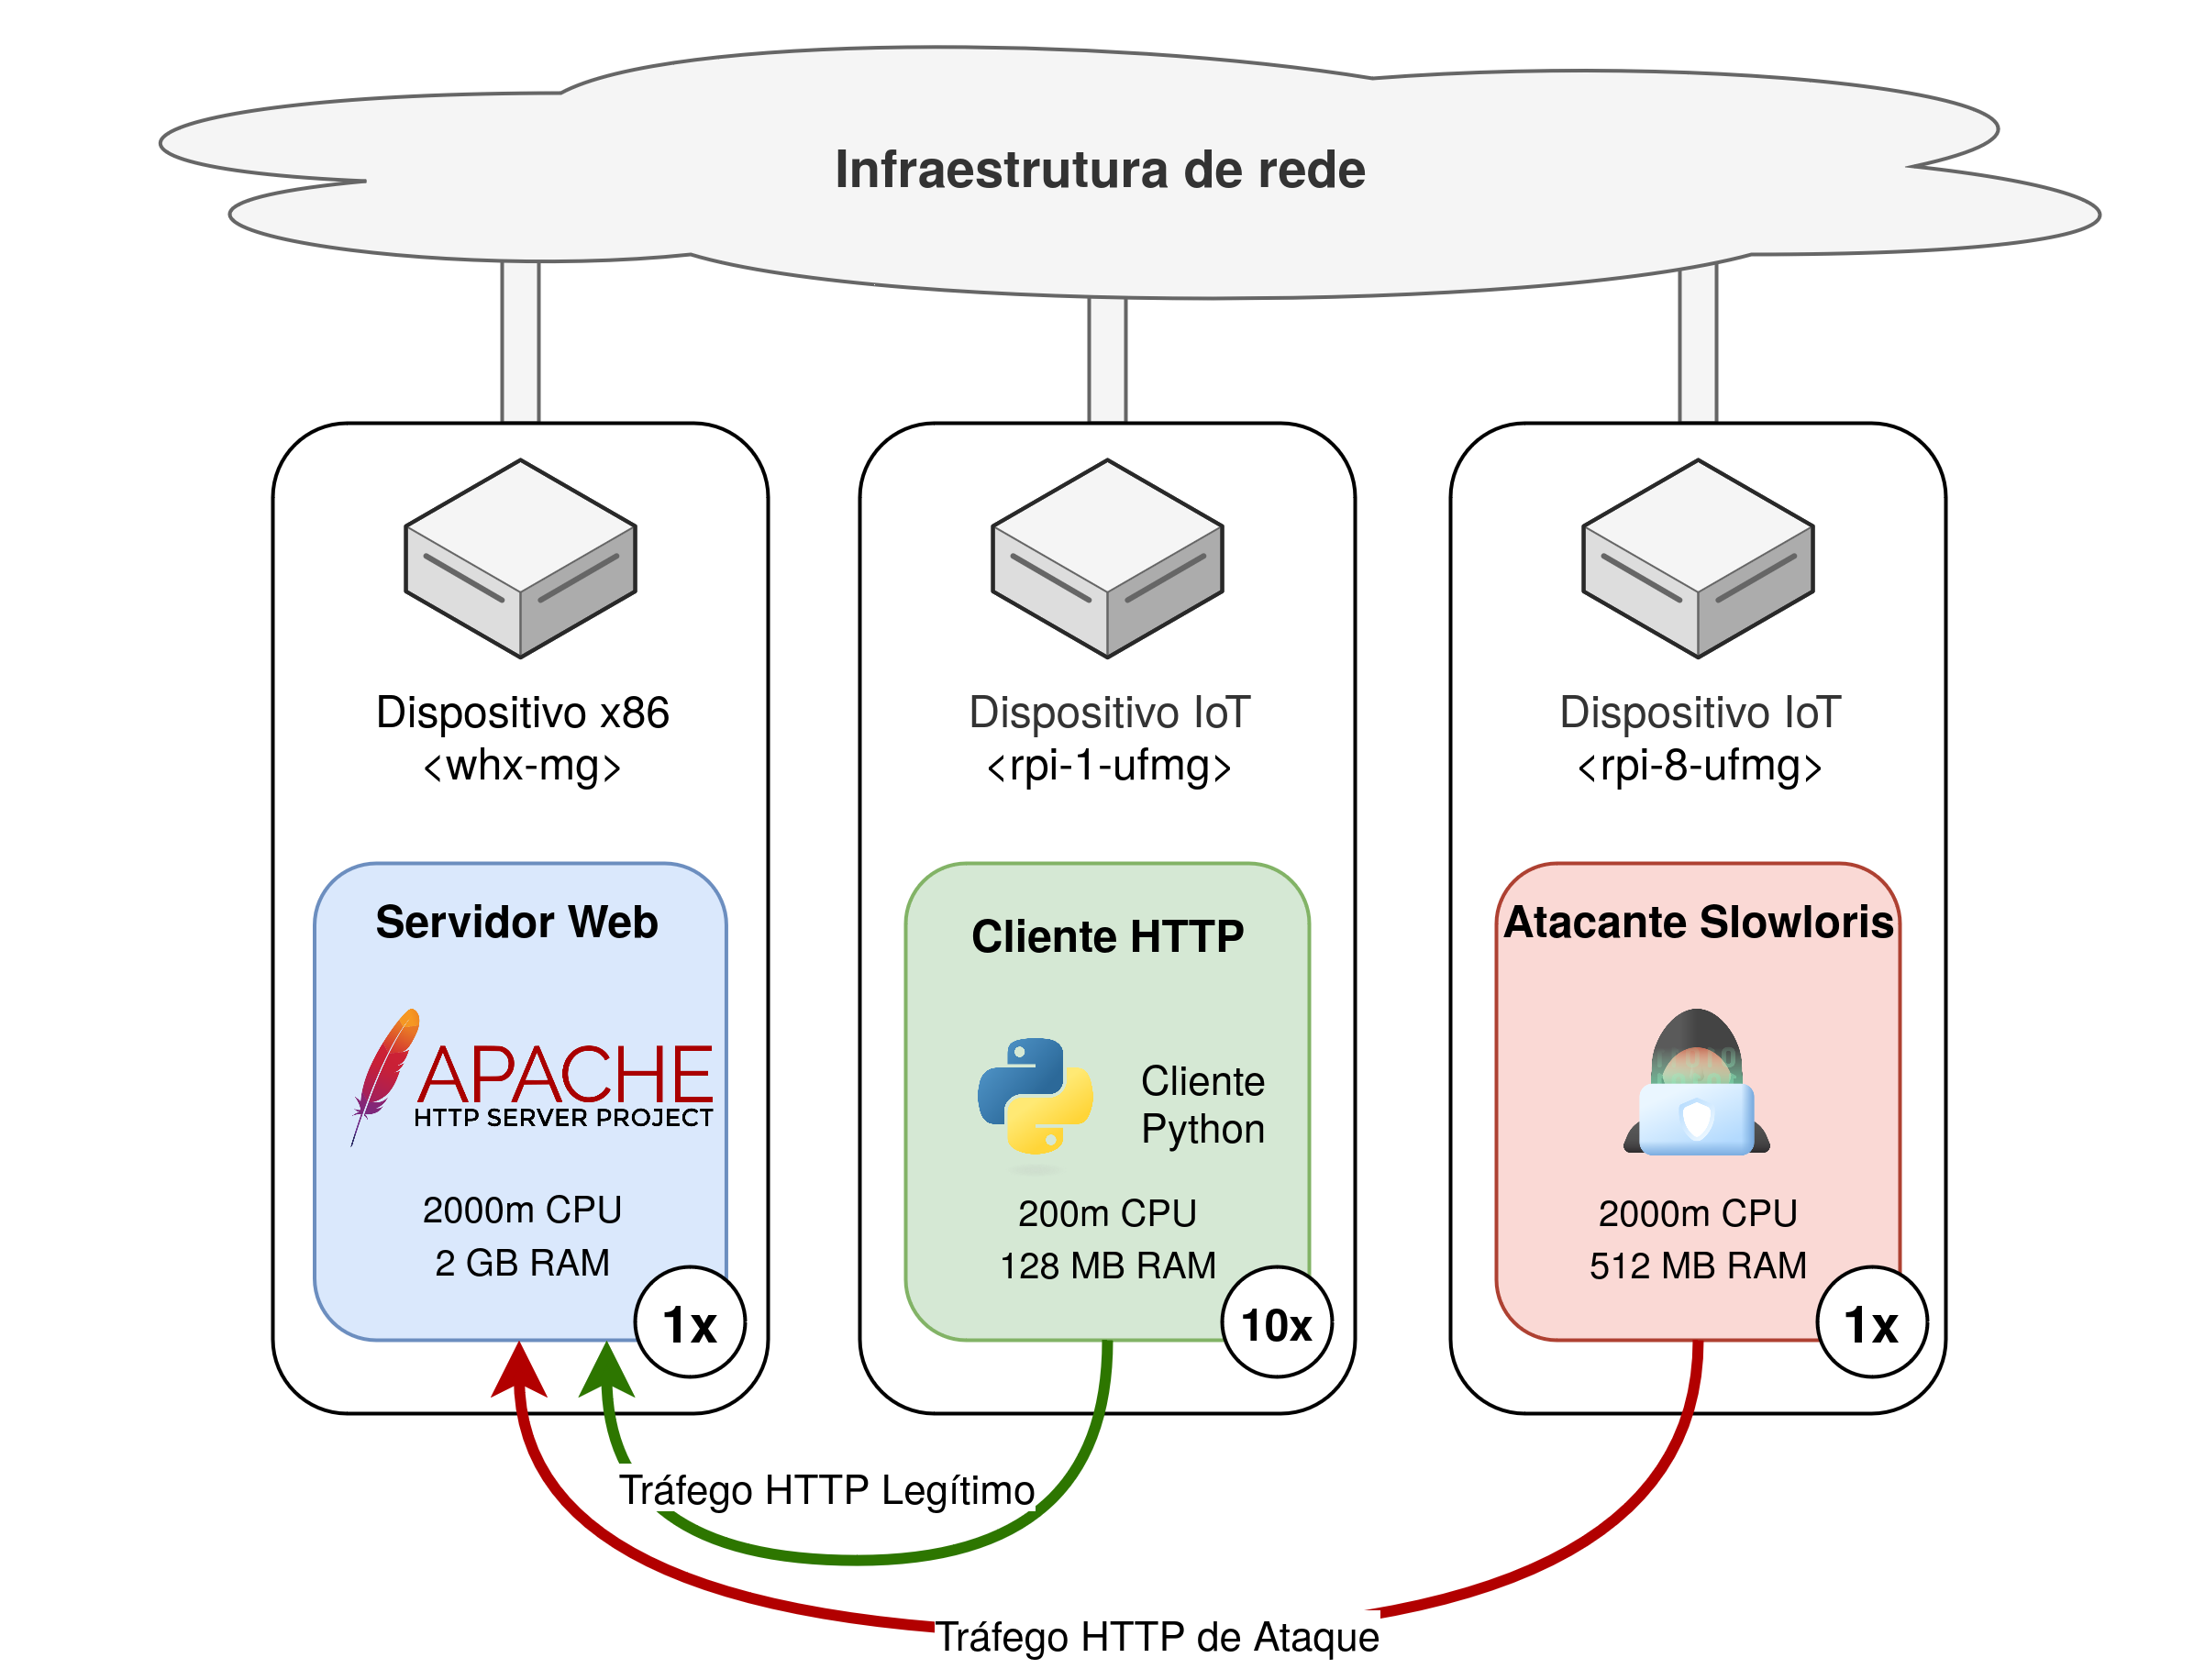 Infraestrutura de rede
Dispositivo x86
<whx-mg>
Dispositivo IoT
<rpi-1-ufmg>
Dispositivo IoT
<rpi-8-ufmg>
Servidor Web
APACHE
HTTP SERVER PROJECT
2000m CPU
2 GB RAM
1x
Cliente HTTP
Cliente
Python
200m CPU
128 MB RAM
10x
Atacante Slowloris
2000m CPU
512 MB RAM
1x
Tráfego HTTP Legítimo
Tráfego HTTP de Ataque